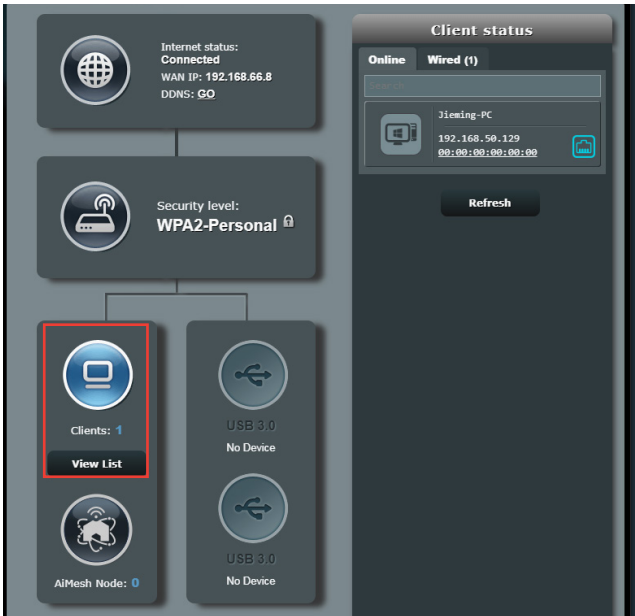 Internet status:
Connected
WAN IP: 192.168.66.8
DDNS: GO
Security level:
WPA2-Personal
Clients: 1
View List
AiMesh Node: 0
USB 3.0
No Device
USB 3.0
No Device
Client status
Online
Wired (1)
Search
Jieming-PC
192.168.50.129
00:00:00:00:00:00
Refresh